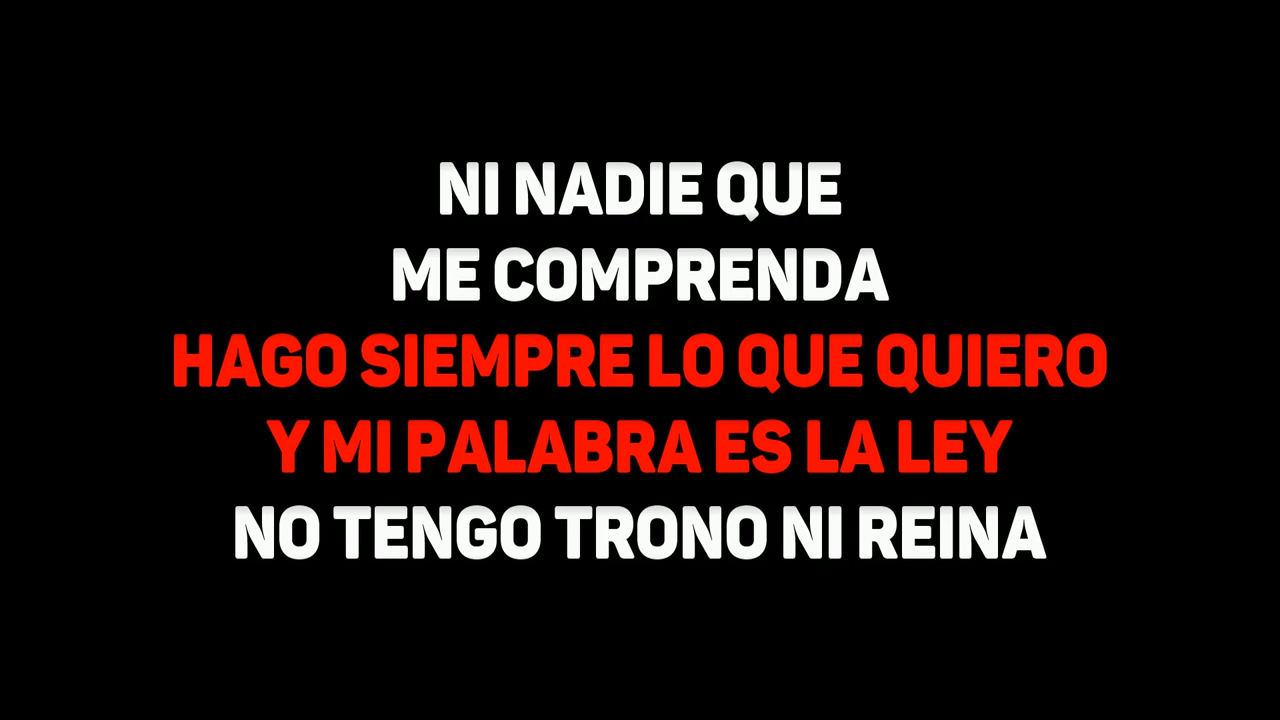 NI NADIE QUE
ME COMPRENDA
HAGO SIEMPRE LO QUE QUIERO
Y MI PALABRA ES LA LEY
NO TENGO TRONO NI REINA